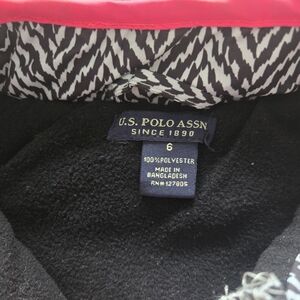 U.S. POLO ASSN
SINCE 1890
6
100%POLYESTER
MADE IN
BANGLADESH
RN#127805